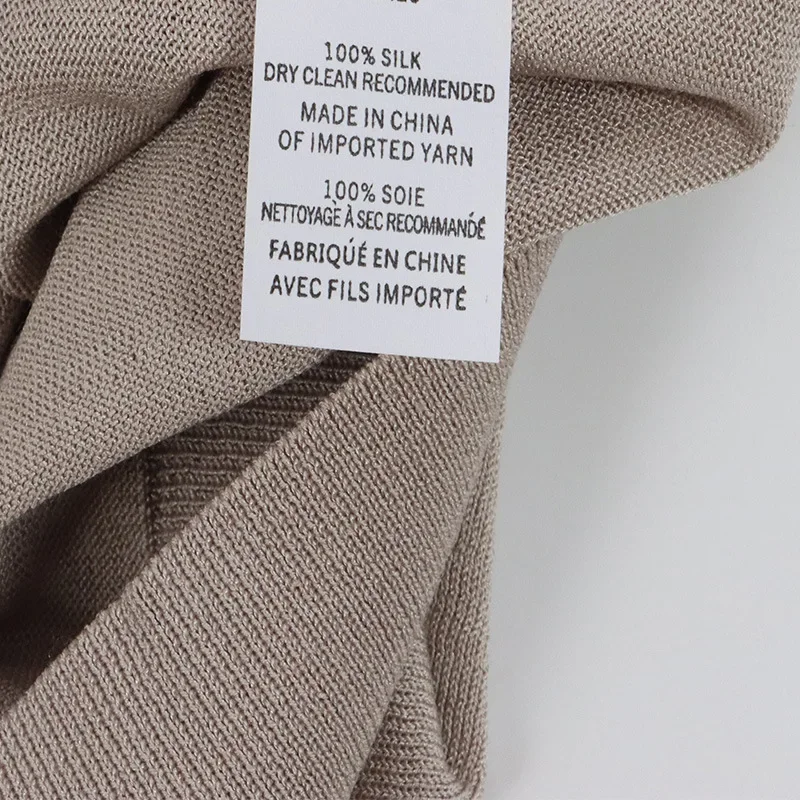 100% SILK
DRY CLEAN RECOMMENDED
MADE IN CHINA
OF IMPORTED YARN
100% SOIE
NETTOYAGE À SEC RECOMMANDÉ
FABRIQÚE EN CHINE
AVEC FILS IMPORTÉ